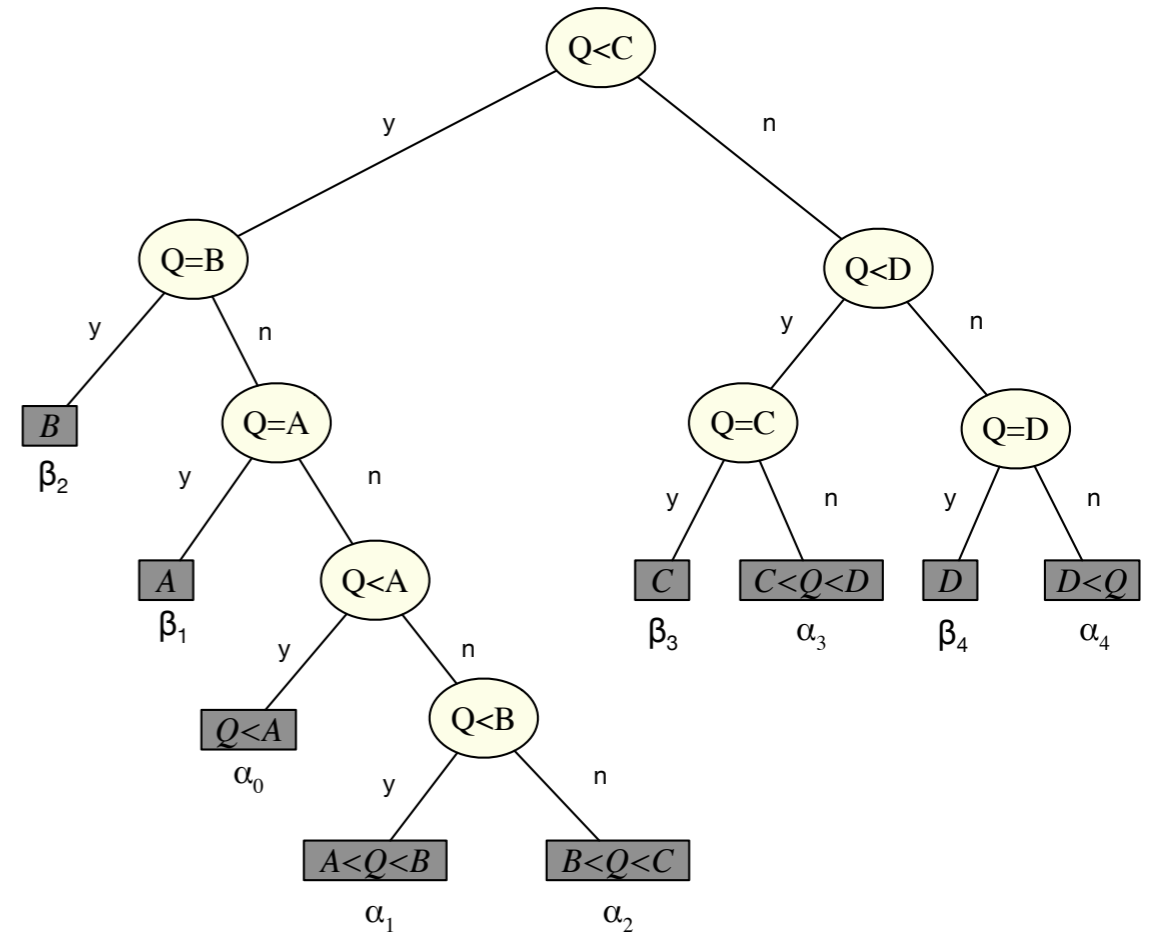 Q<C
y n
Q=B Q<D
y n y n
B Q=A Q=C Q=D
β2
y n y n y n
A Q<A C C<Q<D D D<Q
β1 β3 α3 β4 α4
y n
Q<A Q<B
α0
y n
A<Q<B B<Q<C
α1 α2